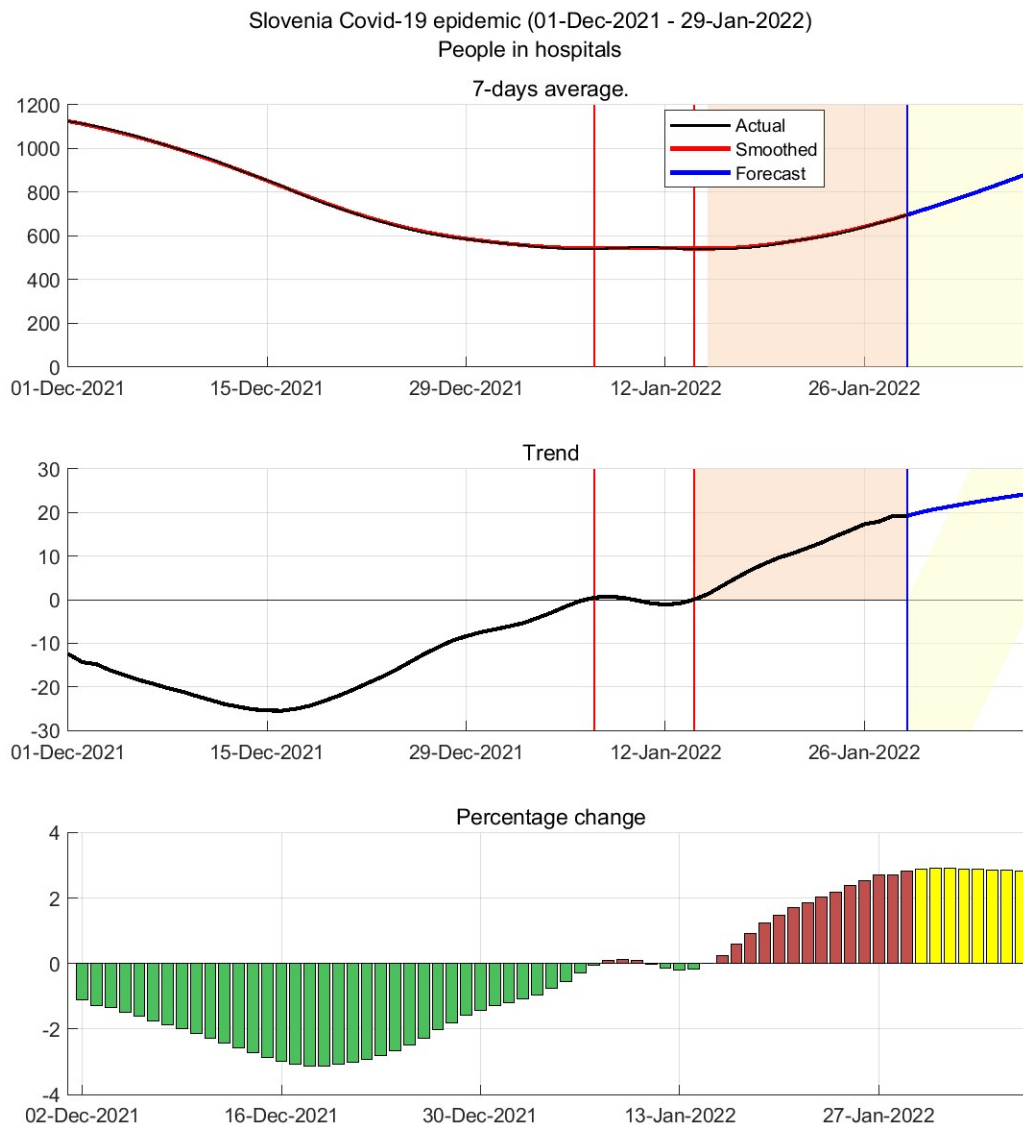 Slovenia Covid-19 epidemic (01-Dec-2021 - 29-Jan-2022)
People in hospitals
7-days average.
1200
1000
800
600
400
200
0
Actual
Smoothed
Forecast
01-Dec-2021 15-Dec-2021 29-Dec-2021 12-Jan-2022 26-Jan-2022
Trend
30
20
10
0
-10
-20
-30
01-Dec-2021 15-Dec-2021 29-Dec-2021 12-Jan-2022 26-Jan-2022
Percentage change
4
2
0
-2
-4
02-Dec-2021 16-Dec-2021 30-Dec-2021 13-Jan-2022 27-Jan-2022